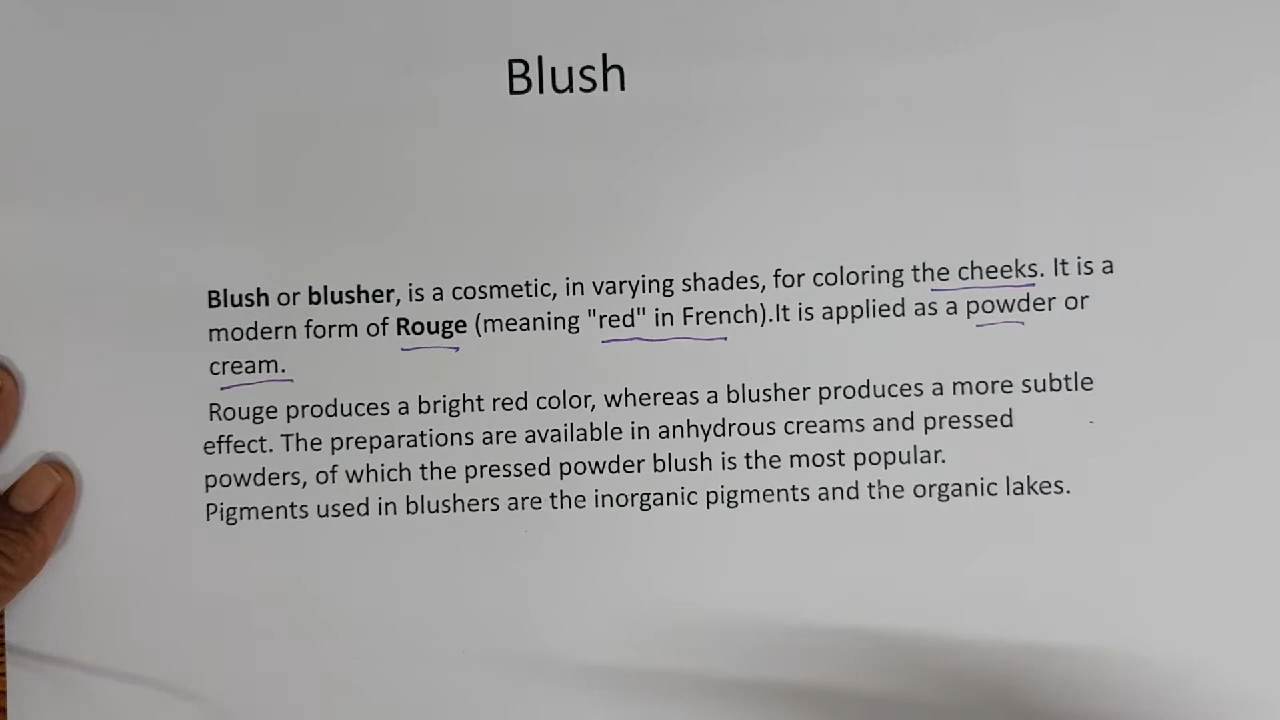 Blush
Blush or blusher, is a cosmetic, in varying shades, for coloring the cheeks. It is a
modern form of Rouge (meaning "red" in French).It is applied as a powder or
cream.
Rouge produces a bright red color, whereas a blusher produces a more subtle
effect. The preparations are available in anhydrous creams and pressed
powders, of which the pressed powder blush is the most popular.
Pigments used in blushers are the inorganic pigments and the organic lakes.